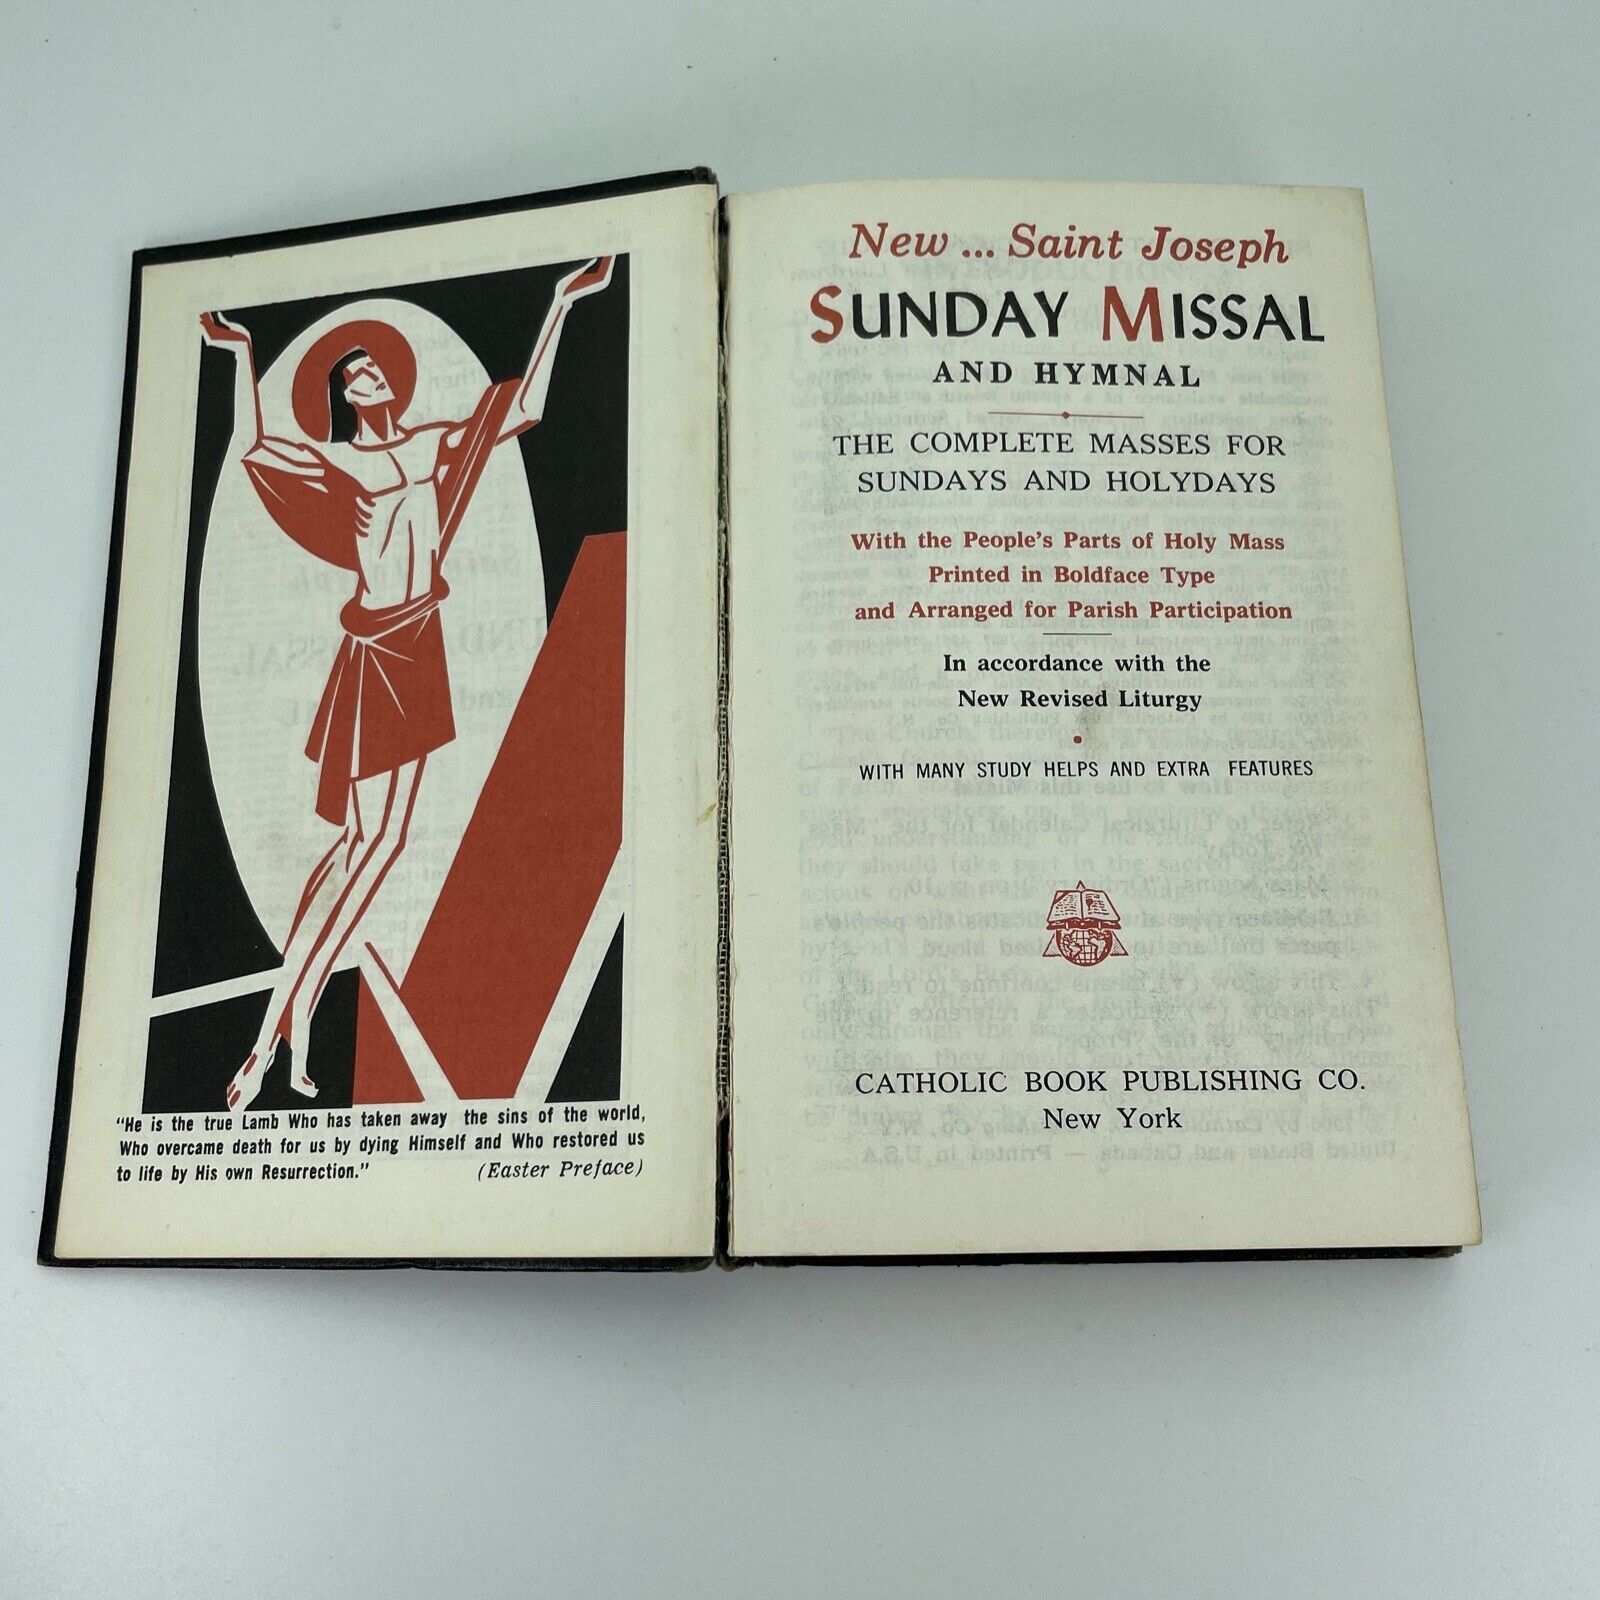 "He is the true Lamb Who has taken away the sins of the world,
Who overcame death for us by dying Himself and Who restored us
to life by His own Resurrection." (Easter Preface)
New ... Saint Joseph
SUNDAY MISSAL
AND HYMNAL
THE COMPLETE MASSES FOR
SUNDAYS AND HOLYDAYS
With the People's Parts of Holy Mass
Printed in Boldface Type
and Arranged for Parish Participation
In accordance with the
New Revised Liturgy
WITH MANY STUDY HELPS AND EXTRA FEATURES
CATHOLIC BOOK PUBLISHING CO.
New York